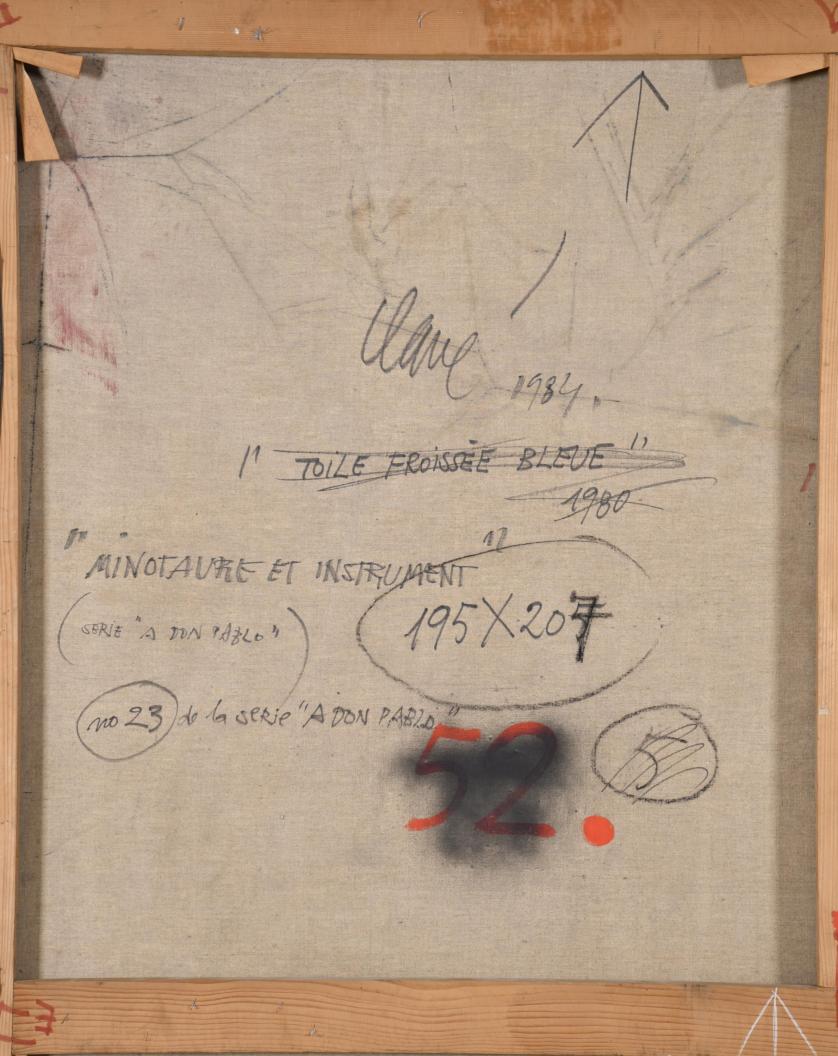 Clavé
1984.
" TOILE FROISSÉE BLEUE "
1980
" MINOTAURE ET INSTRUMENT "
(SERIE "A DON PABLO")
195 X 207
no 23 de la serie "A DON PABLO"
52.
5